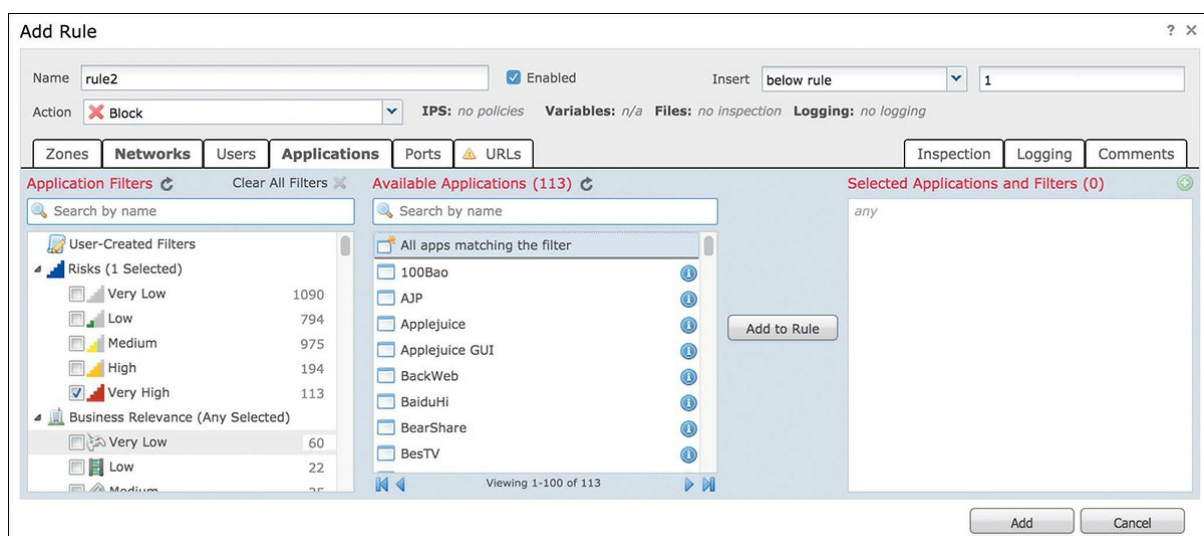 Add Rule
? ×
Name rule2 Enabled Insert below rule 1
Action Block IPS: no policies Variables: n/a Files: no inspection Logging: no logging
Zones Networks Users Applications Ports URLs Inspection Logging Comments
Application Filters Clear All Filters Available Applications (113) Selected Applications and Filters (0)
Search by name Search by name any
User-Created Filters All apps matching the filter
Risks (1 Selected) 100Bao
Very Low 1090 AJP
Low 794 Applejuice
Medium 975 Applejuice GUI
High 194 BackWeb
Very High 113 BaiduHi
Business Relevance (Any Selected) BearShare
Very Low 60 BesTV
Low 22
Medium 25
Viewing 1-100 of 113
Add to Rule
Add Cancel